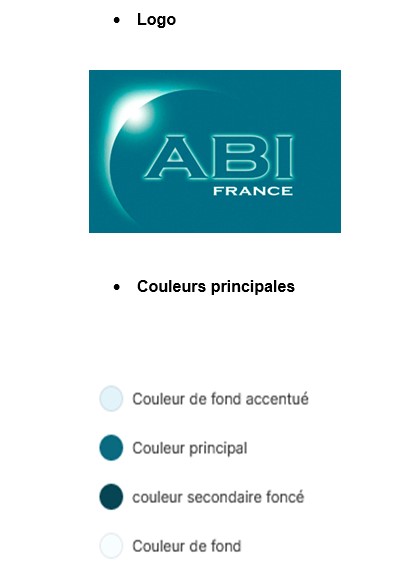 Logo
ABI
FRANCE
Couleurs principales
Couleur de fond accentué
Couleur principal
couleur secondaire foncé
Couleur de fond